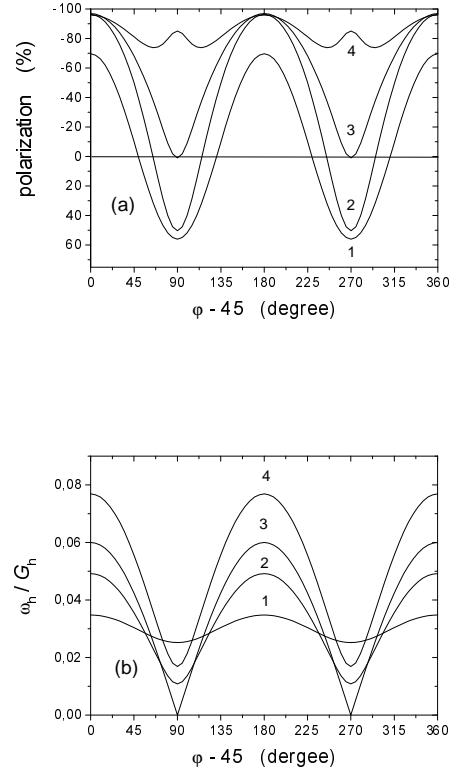 -100
-80
-60
-40
-20
0
20
40
60
polarization (%)
4
3
2
1
(a)
0 45 90 135 180 225 270 315 360
φ - 45 (degree)
0,08
0,06
0,04
0,02
0,00
ω_h / G_h
4
3
2
1
(b)
0 45 90 135 180 225 270 315 360
φ - 45 (dergee)